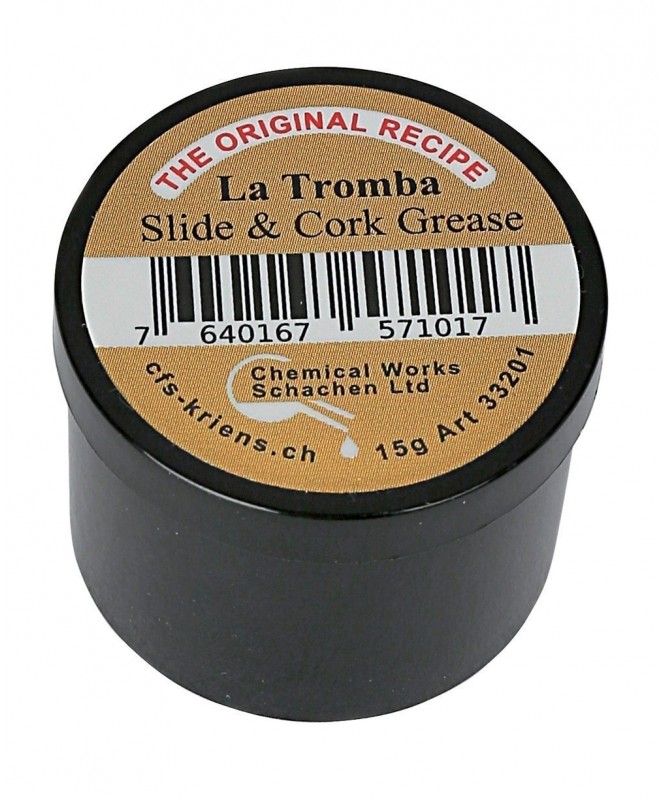 THE ORIGINAL RECIPE
La Tromba
Slide & Cork Grease
7 640167 571017
Chemical Works
Schachen Ltd
cfs-kriens.ch
15g Art 33201